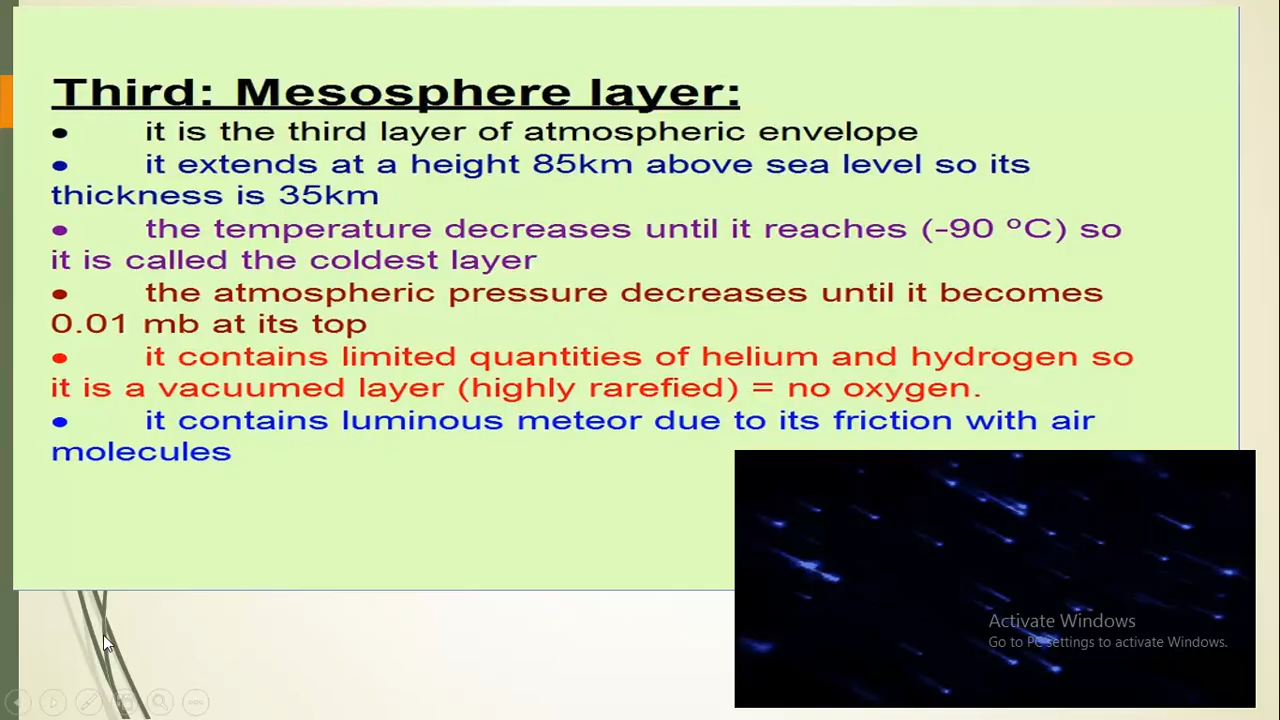 Third: Mesosphere layer:
• it is the third layer of atmospheric envelope
• it extends at a height 85km above sea level so its
thickness is 35km
• the temperature decreases until it reaches (-90 ºC) so
it is called the coldest layer
• the atmospheric pressure decreases until it becomes
0.01 mb at its top
• it contains limited quantities of helium and hydrogen so
it is a vacuumed layer (highly rarefied) = no oxygen.
• it contains luminous meteor due to its friction with air
molecules
Activate Windows
Go to PC settings to activate Windows.